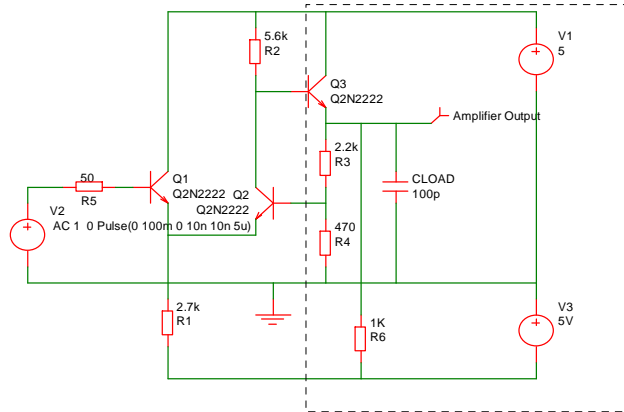 5.6k
R2
V1
5
Q3
Q2N2222
Amplifier Output
2.2k
R3
CLOAD
100p
50
R5
Q1
Q2N2222
Q2
Q2N2222
V2
AC 1 0 Pulse(0 100m 0 10n 10n 5u)
470
R4
2.7k
R1
1K
R6
V3
5V